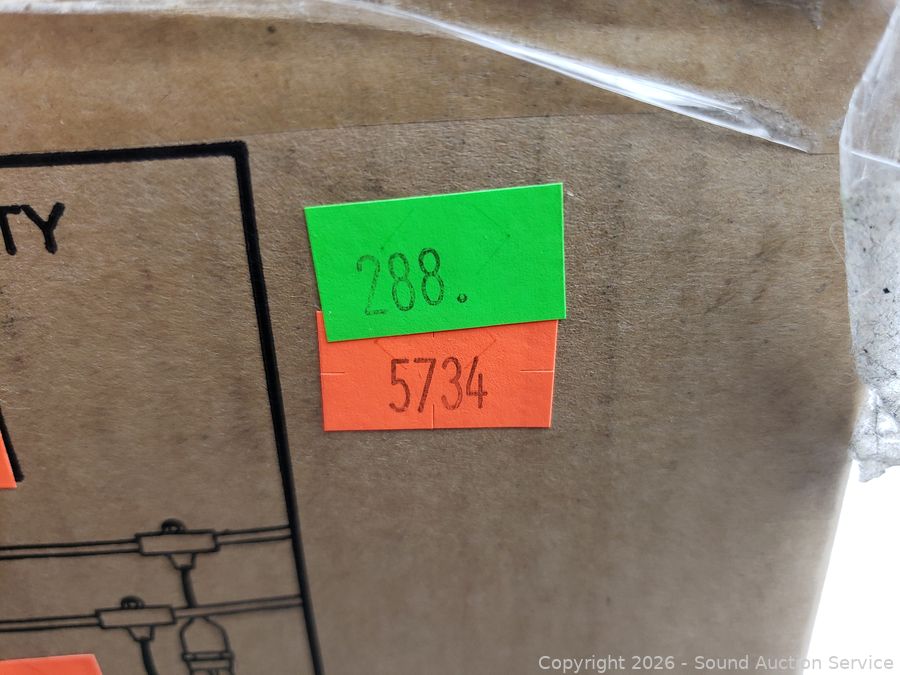 TY
288.
5734
Copyright 2026 - Sound Auction Service